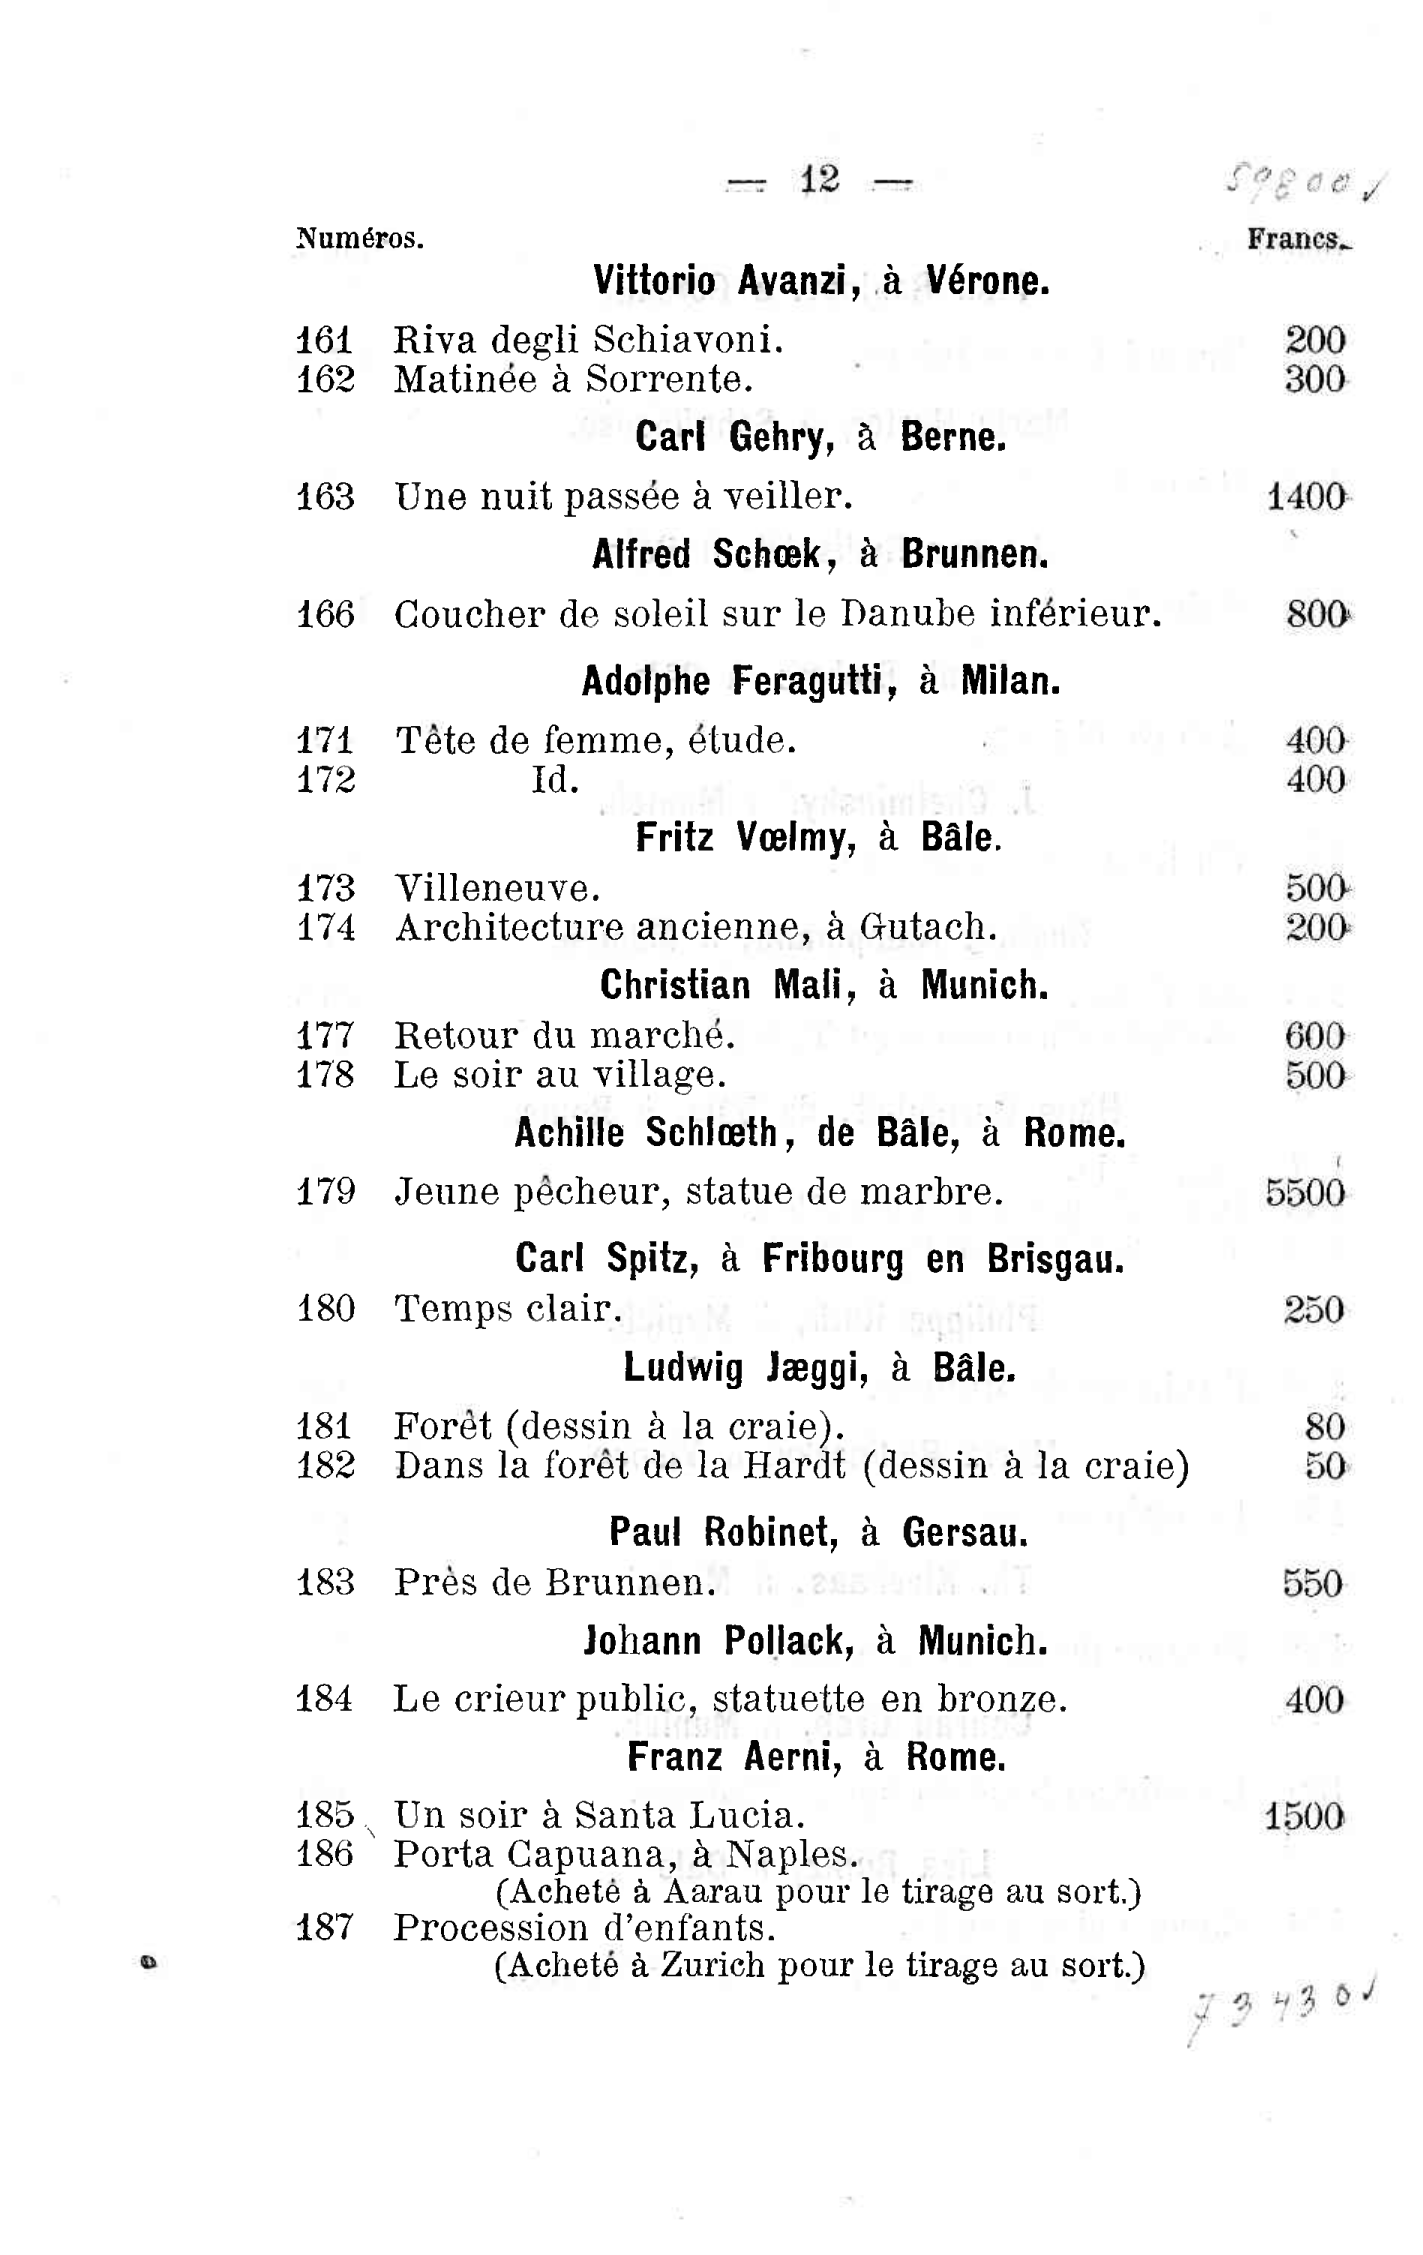 — 12 —
59800
Numéros. Francs.
Vittorio Avanzi, à Vérone.
161 Riva degli Schiavoni. 200
162 Matinée à Sorrente. 300
Carl Gehry, à Berne.
163 Une nuit passée à veiller. 1400
Alfred Schœk, à Brunnen.
166 Coucher de soleil sur le Danube inférieur. 800
Adolphe Feragutti, à Milan.
171 Tête de femme, étude. 400
172 Id. 400
Fritz Vœlmy, à Bâle.
173 Villeneuve. 500
174 Architecture ancienne, à Gutach. 200
Christian Mali, à Munich.
177 Retour du marché. 600
178 Le soir au village. 500
Achille Schlœth, de Bâle, à Rome.
179 Jeune pêcheur, statue de marbre. 5500
Carl Spitz, à Fribourg en Brisgau.
180 Temps clair. 250
Ludwig Jæggi, à Bâle.
181 Forêt (dessin à la craie). 80
182 Dans la forêt de la Hardt (dessin à la craie) 50
Paul Robinet, à Gersau.
183 Près de Brunnen. 550
Johann Pollack, à Munich.
184 Le crieur public, statuette en bronze. 400
Franz Aerni, à Rome.
185 Un soir à Santa Lucia. 1500
186 Porta Capuana, à Naples.
(Acheté à Aarau pour le tirage au sort.)
187 Procession d'enfants.
(Acheté à Zurich pour le tirage au sort.)
73430